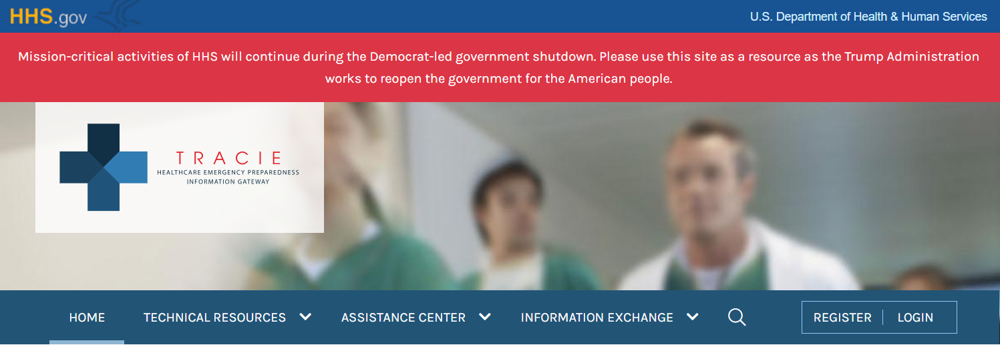 HHS.gov
U.S. Department of Health & Human Services
Mission-critical activities of HHS will continue during the Democrat-led government shutdown. Please use this site as a resource as the Trump Administration
works to reopen the government for the American people.
TRACIE
HEALTHCARE EMERGENCY PREPAREDNESS
INFORMATION GATEWAY
HOME TECHNICAL RESOURCES ASSISTANCE CENTER INFORMATION EXCHANGE REGISTER LOGIN